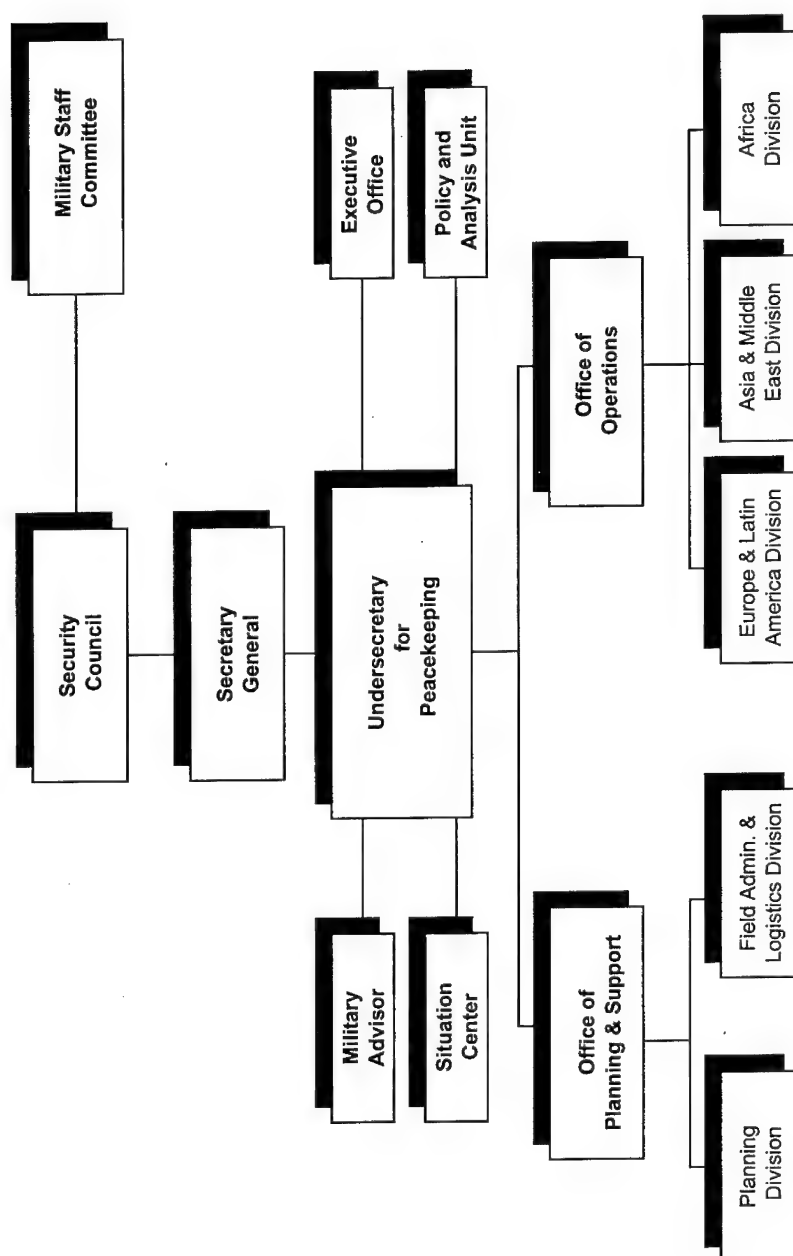 Military Staff
Committee
Security
Council
Secretary
General
Executive
Office
Policy and
Analysis Unit
Undersecretary
for
Peacekeeping
Military
Advisor
Situation
Center
Office of
Planning & Support
Office of
Operations
Planning
Division
Field Admin. &
Logistics Division
Europe & Latin
America Division
Asia & Middle
East Division
Africa
Division